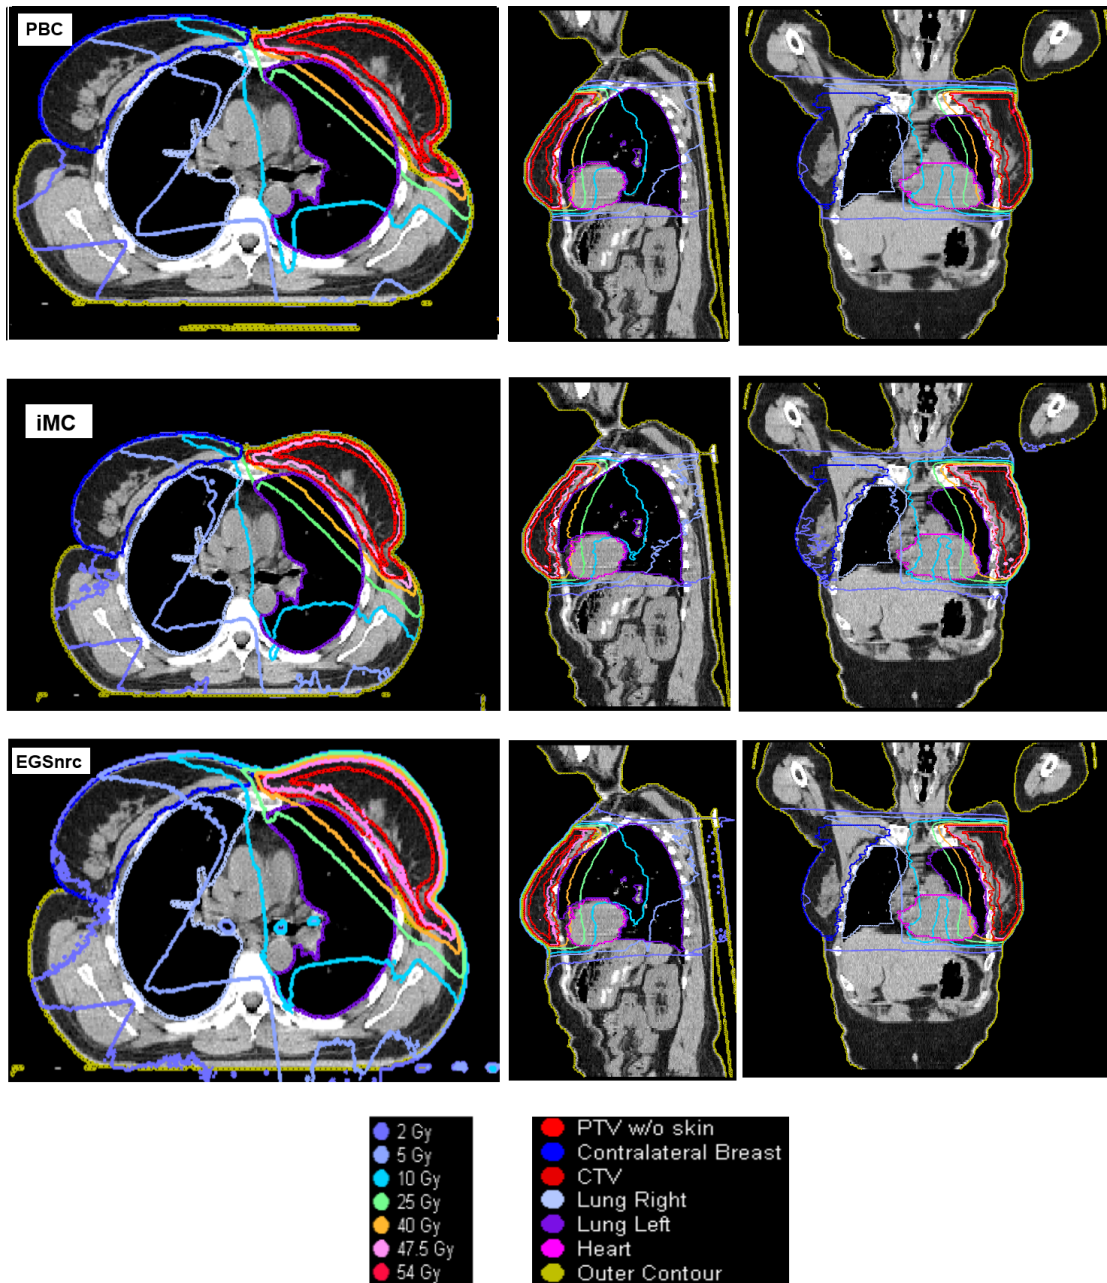 PBC
iMC
EGSnrc
2 Gy
5 Gy
10 Gy
25 Gy
40 Gy
47.5 Gy
54 Gy
PTV w/o skin
Contralateral Breast
CTV
Lung Right
Lung Left
Heart
Outer Contour